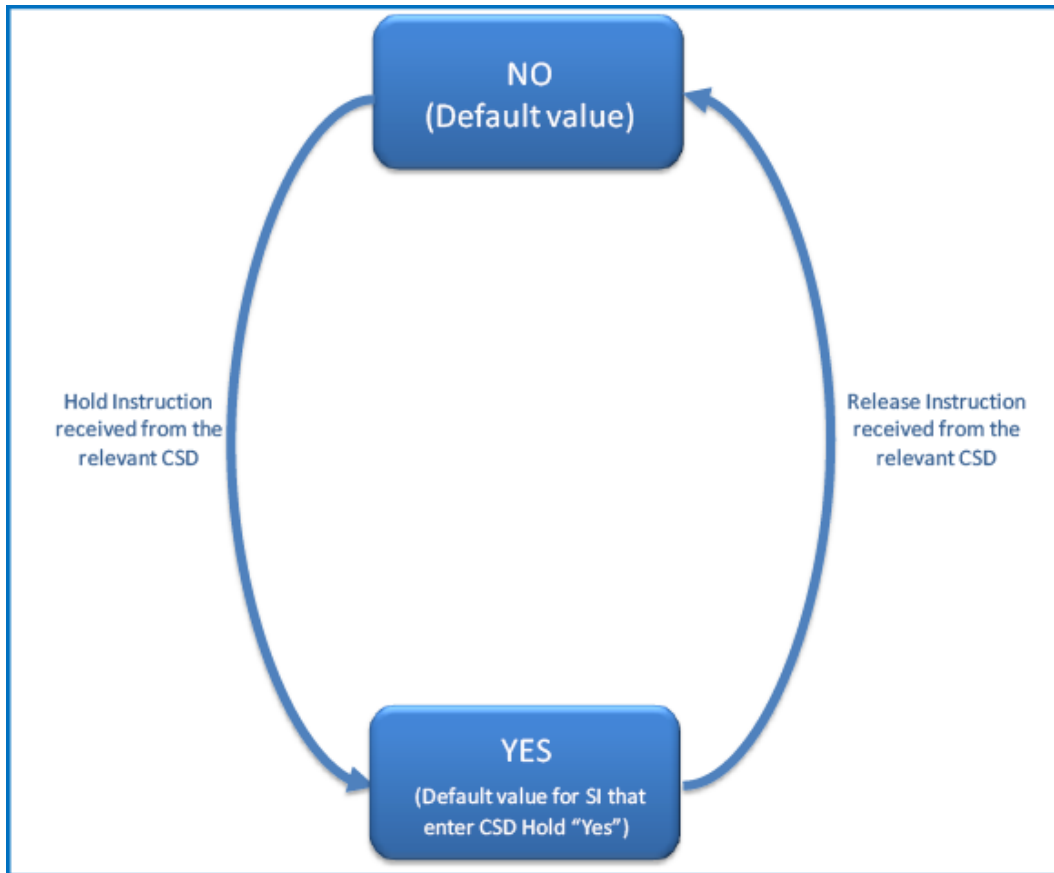 NO
(Default value)
Hold Instruction
received from the
relevant CSD
Release Instruction
received from the
relevant CSD
YES
(Default value for SI that
enter CSD Hold “Yes”)